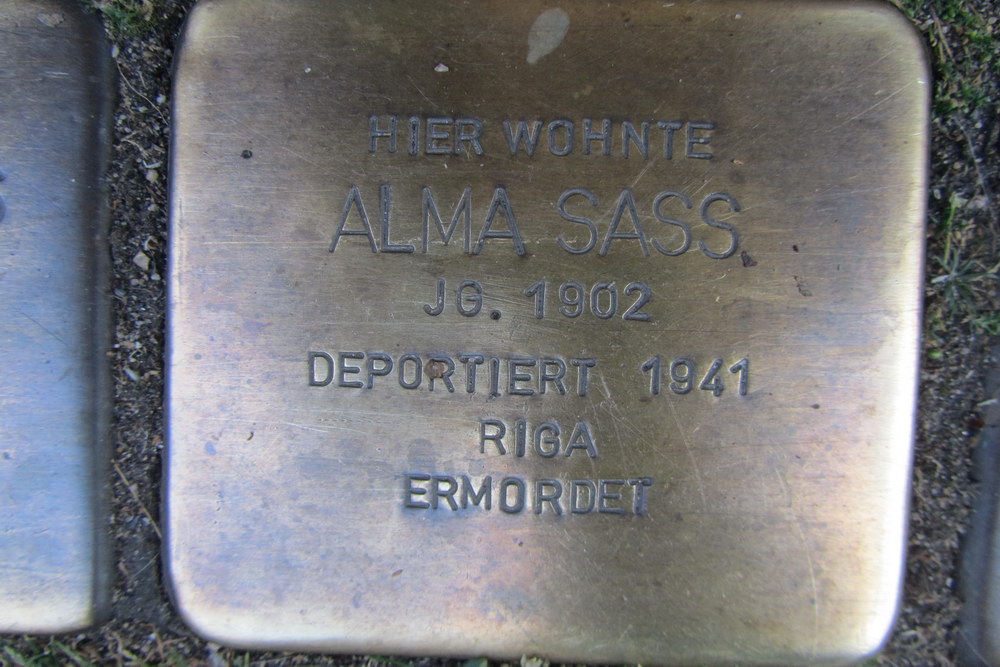 HIER WOHNTE
ALMA SASS
JG. 1902
DEPORTIERT 1941
RIGA
ERMORDET